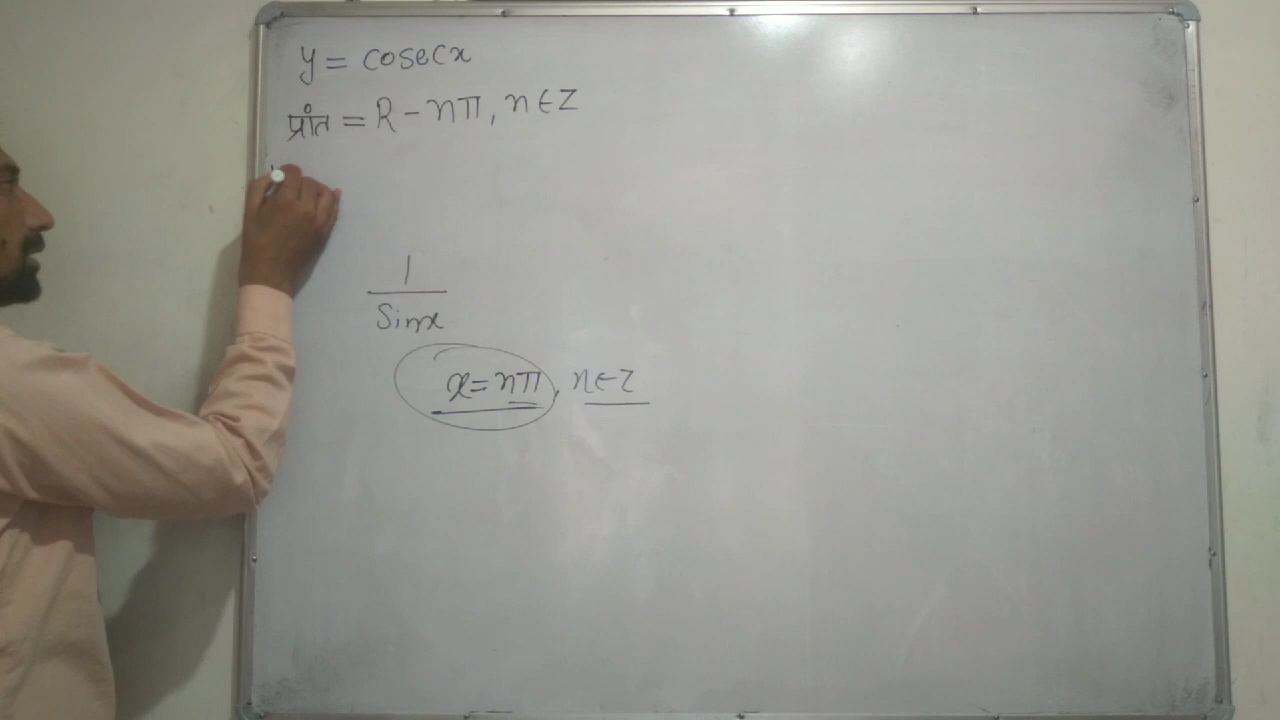 y = cosecx
प्रांत = R - nπ, n∈Z
1
Sinx
x=nπ, n∈Z